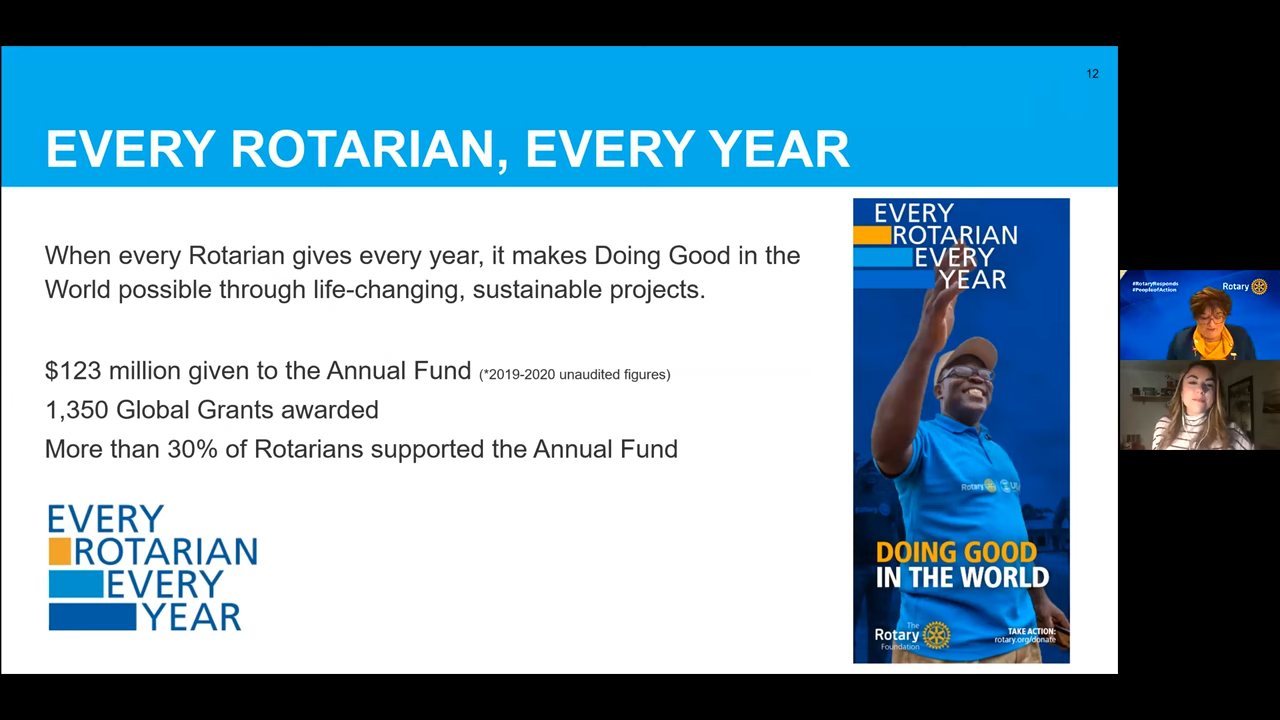 12
EVERY ROTARIAN, EVERY YEAR
When every Rotarian gives every year, it makes Doing Good in the
World possible through life-changing, sustainable projects.
$123 million given to the Annual Fund (*2019-2020 unaudited figures)
1,350 Global Grants awarded
More than 30% of Rotarians supported the Annual Fund
EVERY
ROTARIAN
EVERY
YEAR
EVERY
ROTARIAN
EVERY
YEAR
Rotary
DOING GOOD
IN THE WORLD
The
Rotary
Foundation
TAKE ACTION:
rotary.org/donate
#RotaryResponds
#PeopleofAction
Rotary